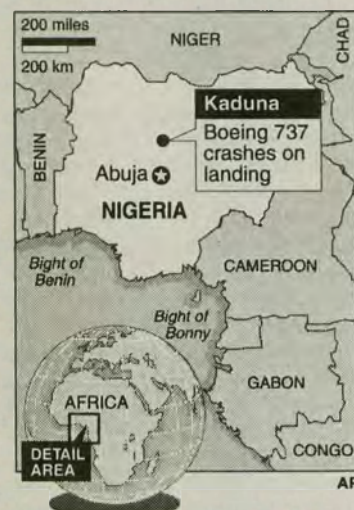 200 miles
200 km
NIGER
CHAD
Kaduna
Boeing 737
crashes on
landing
BENIN
Abuja
NIGERIA
Bight of
Benin
CAMEROON
Bight of
Bonny
AFRICA
GABON
DETAIL
AREA
CONGO